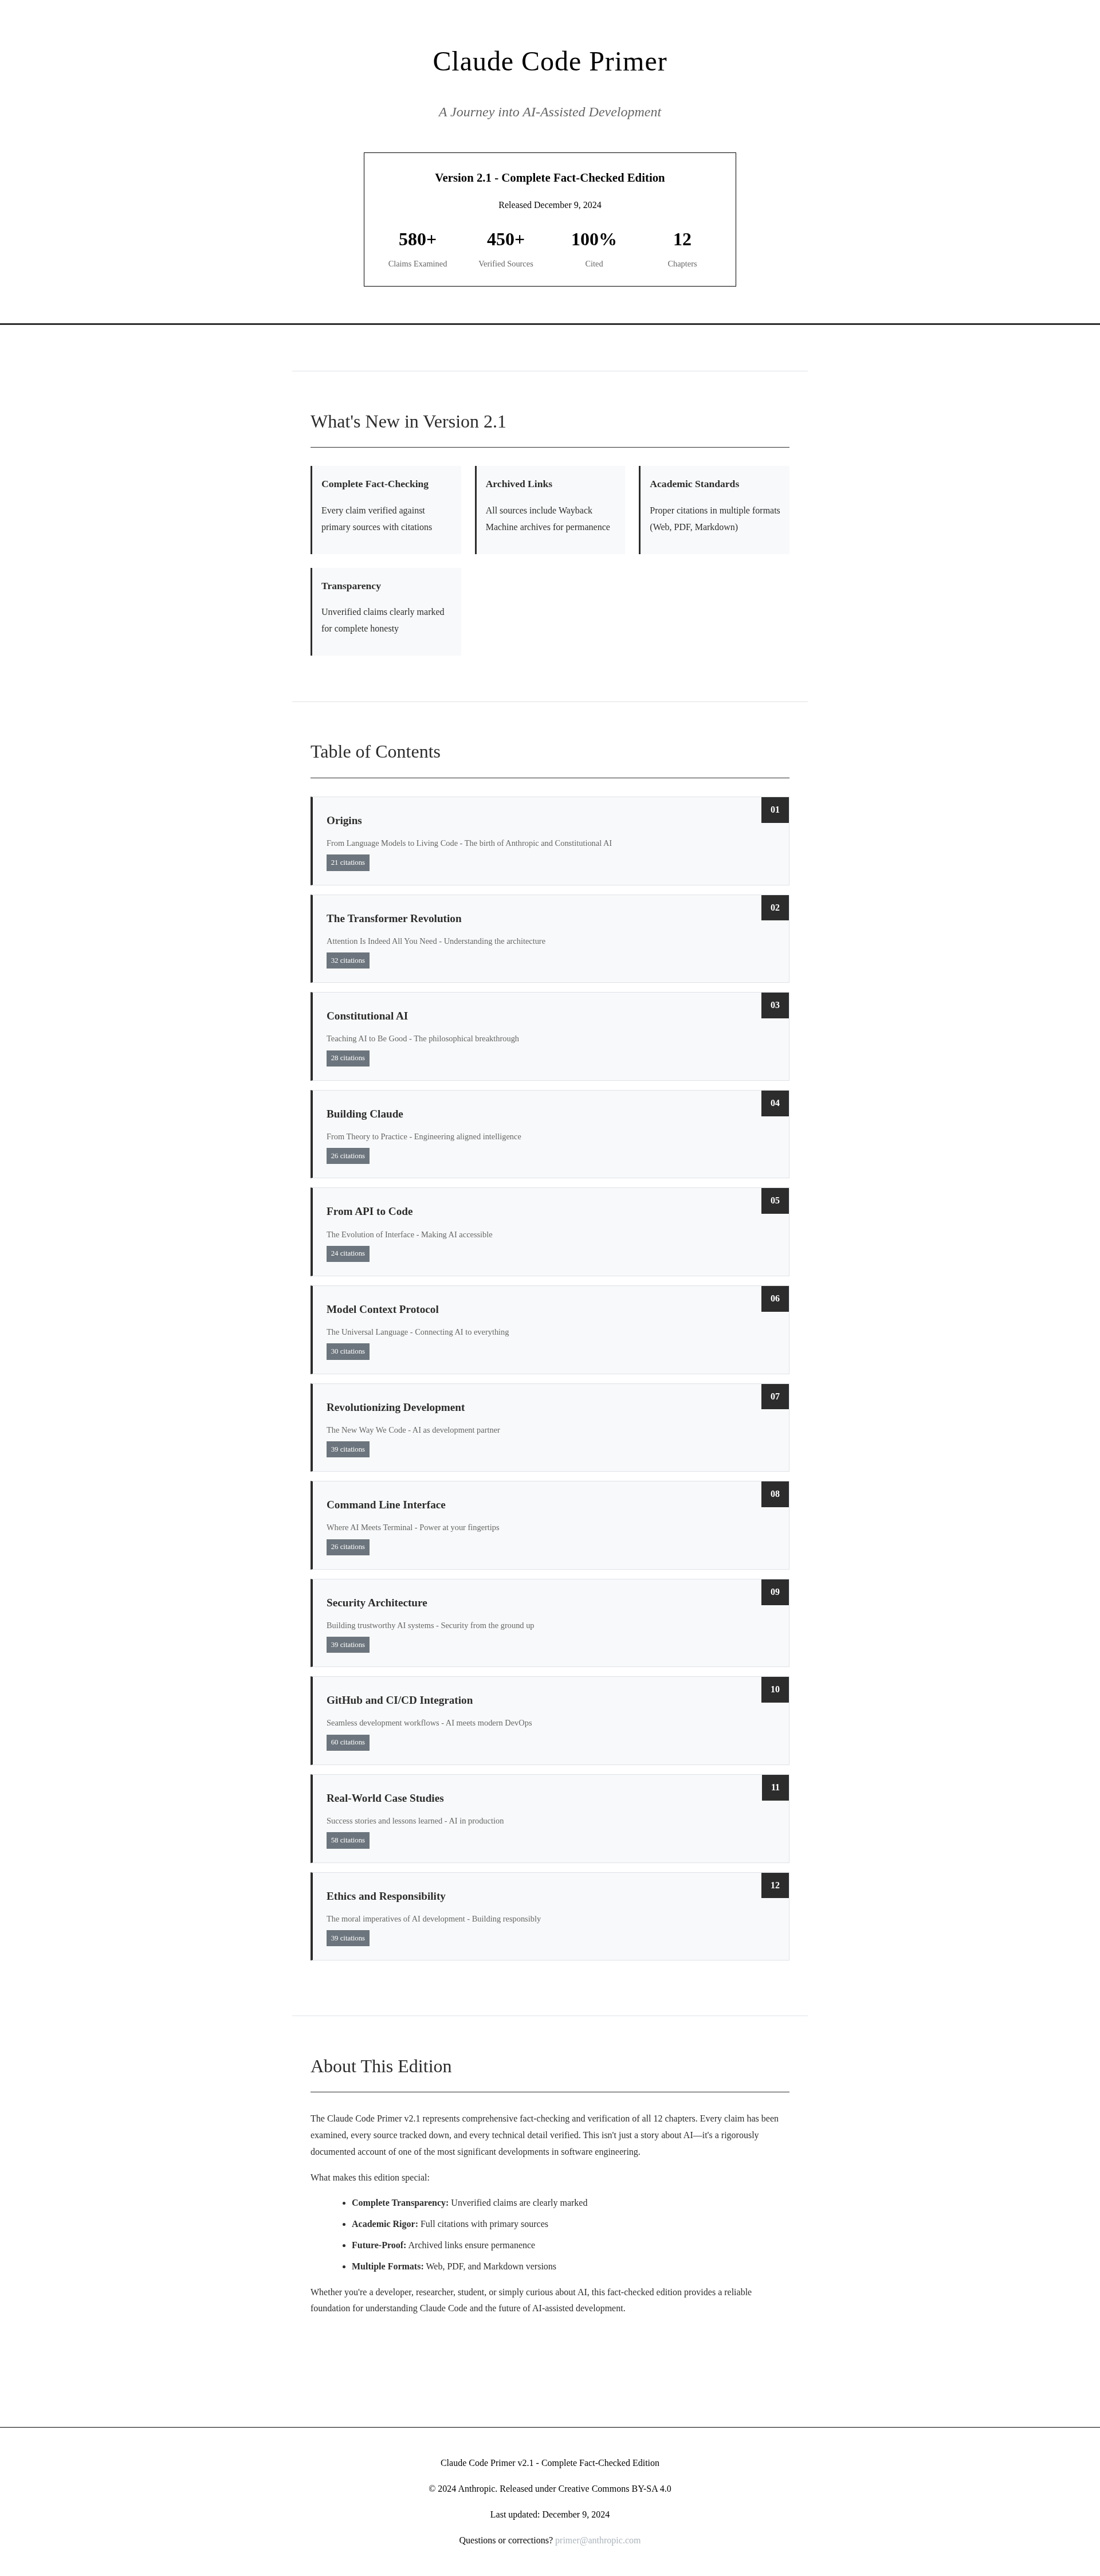 Claude Code Primer
A Journey into AI-Assisted Development
Version 2.1 - Complete Fact-Checked Edition
Released December 9, 2024
580+
Claims Examined
450+
Verified Sources
100%
Cited
12
Chapters
What's New in Version 2.1
Complete Fact-Checking
Every claim verified against
primary sources with citations
Archived Links
All sources include Wayback
Machine archives for permanence
Academic Standards
Proper citations in multiple formats
(Web, PDF, Markdown)
Transparency
Unverified claims clearly marked
for complete honesty
Table of Contents
01
Origins
From Language Models to Living Code - The birth of Anthropic and Constitutional AI
21 citations
02
The Transformer Revolution
Attention Is Indeed All You Need - Understanding the architecture
32 citations
03
Constitutional AI
Teaching AI to Be Good - The philosophical breakthrough
28 citations
04
Building Claude
From Theory to Practice - Engineering aligned intelligence
26 citations
05
From API to Code
The Evolution of Interface - Making AI accessible
24 citations
06
Model Context Protocol
The Universal Language - Connecting AI to everything
30 citations
07
Revolutionizing Development
The New Way We Code - AI as development partner
39 citations
08
Command Line Interface
Where AI Meets Terminal - Power at your fingertips
26 citations
09
Security Architecture
Building trustworthy AI systems - Security from the ground up
39 citations
10
GitHub and CI/CD Integration
Seamless development workflows - AI meets modern DevOps
60 citations
11
Real-World Case Studies
Success stories and lessons learned - AI in production
58 citations
12
Ethics and Responsibility
The moral imperatives of AI development - Building responsibly
39 citations
About This Edition
The Claude Code Primer v2.1 represents comprehensive fact-checking and verification of all 12 chapters. Every claim has been
examined, every source tracked down, and every technical detail verified. This isn't just a story about AI—it's a rigorously
documented account of one of the most significant developments in software engineering.
What makes this edition special:
• Complete Transparency: Unverified claims are clearly marked
• Academic Rigor: Full citations with primary sources
• Future-Proof: Archived links ensure permanence
• Multiple Formats: Web, PDF, and Markdown versions
Whether you're a developer, researcher, student, or simply curious about AI, this fact-checked edition provides a reliable
foundation for understanding Claude Code and the future of AI-assisted development.
Claude Code Primer v2.1 - Complete Fact-Checked Edition
© 2024 Anthropic. Released under Creative Commons BY-SA 4.0
Last updated: December 9, 2024
Questions or corrections? primer@anthropic.com